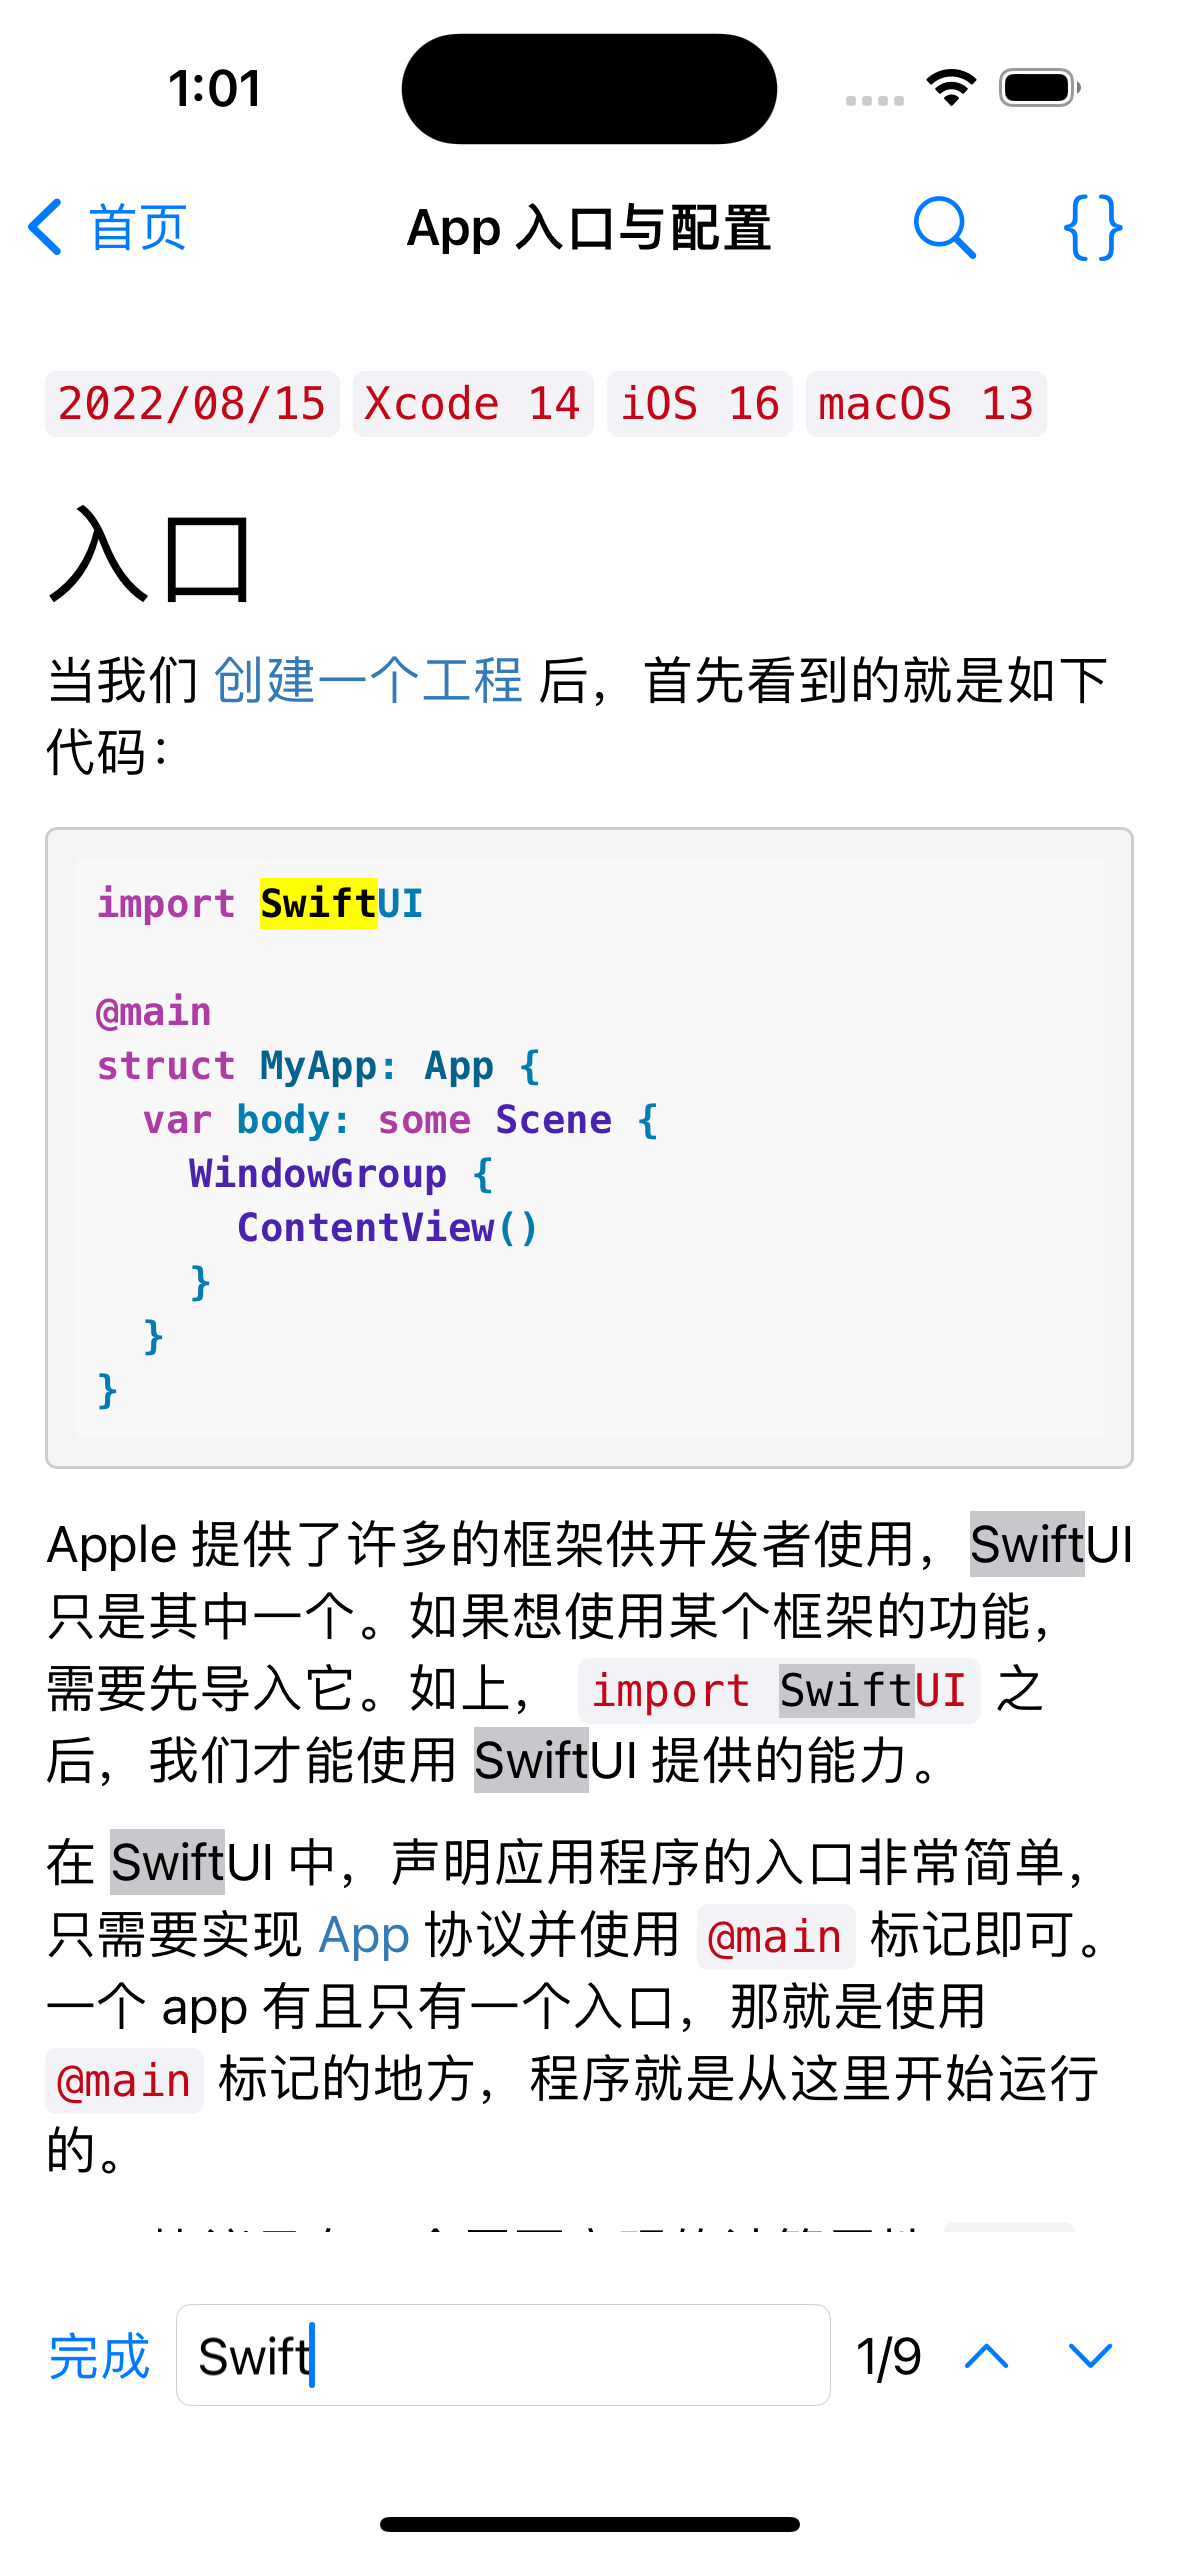 1:01
首页 App 入口与配置 {}
2022/08/15 Xcode 14 iOS 16 macOS 13
入口
当我们 创建一个工程 后，首先看到的就是如下
代码：
import SwiftUI
@main
struct MyApp: App {
  var body: some Scene {
    WindowGroup {
      ContentView()
    }
  }
}
Apple 提供了许多的框架供开发者使用，SwiftUI
只是其中一个。如果想使用某个框架的功能，
需要先导入它。如上， import SwiftUI 之
后，我们才能使用 SwiftUI 提供的能力。
在 SwiftUI 中，声明应用程序的入口非常简单，
只需要实现 App 协议并使用 @main 标记即可。
一个 app 有且只有一个入口，那就是使用
@main 标记的地方，程序就是从这里开始运行
的。
完成 Swift 1/9